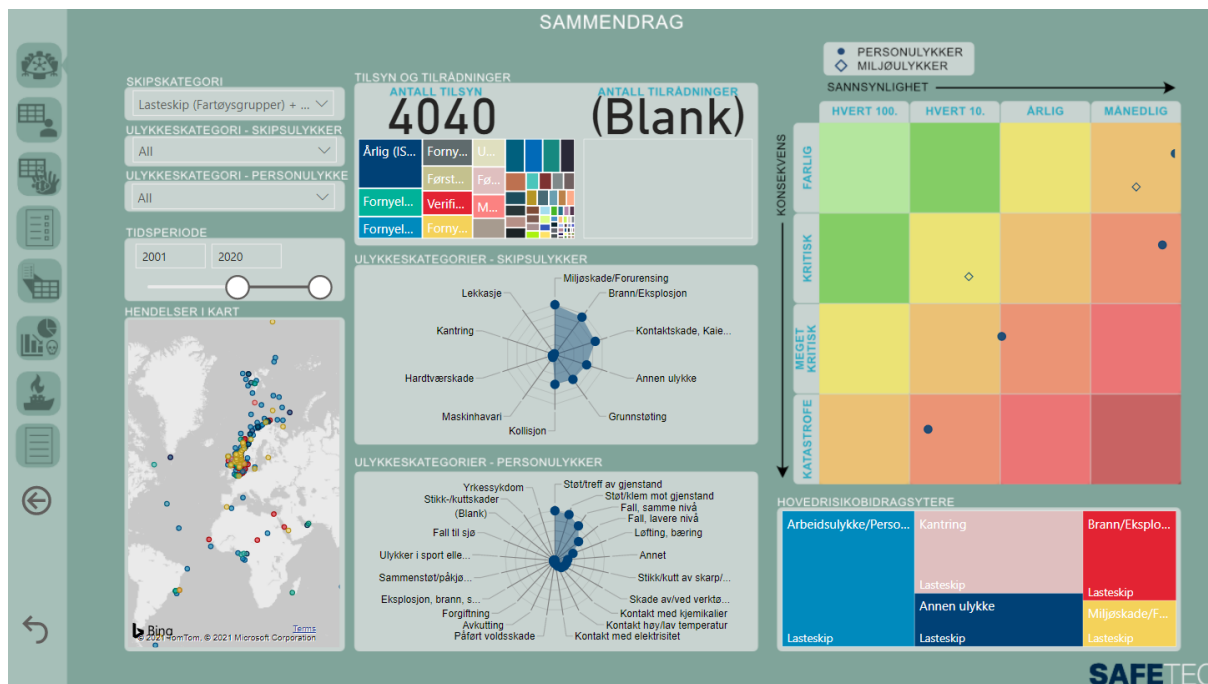 SAMMENDRAG
SKIPSKATEGORI
Lasteskip (Fartøysgrupper) + ...
ULYKKESKATEGORI - SKIPSULYKKER
All
ULYKKESKATEGORI - PERSONULYKKE
All
TIDSPERIODE
2001
2020
HENDELSER I KART
Bing
Terms
© 2021 TomTom, © 2021 Microsoft Corporation
TILSYN OG TILRÅDNINGER
ANTALL TILSYN
4040
ANTALL TILRÅDNINGER
(Blank)
Årlig (IS...
Forny...
U...
Først...
Fø...
Fornyel...
Verifi...
M...
Fornyel...
Forny...
ULYKKESKATEGORIER - SKIPSULYKKER
Miljøskade/Forurensing
Brann/Eksplosjon
Kontaktskade, Kaie...
Annen ulykke
Grunnstøting
Kollisjon
Maskinhavari
Hardtværskade
Kantring
Lekkasje
ULYKKESKATEGORIER - PERSONULYKKER
Støt/treff av gjenstand
Støt/klem mot gjenstand
Fall, samme nivå
Fall, lavere nivå
Løfting, bæring
Annet
Stikk/kutt av skarp/...
Skade av/ved verktø...
Kontakt med kjemikalier
Kontakt høy/lav temperatur
Kontakt med elektrisitet
Påført voldsskade
Avkutting
Forgiftning
Eksplosjon, brann, s...
Sammenstøt/påkjø...
Ulykker i sport elle...
Fall til sjø
(Blank)
Stikk-/kuttskader
Yrkessykdom
PERSONULYKKER
MILJØULYKKER
SANNSYNLIGHET
HVERT 100.
HVERT 10.
ÅRLIG
MÅNEDLIG
KONSEKVENS
FARLIG
KRITISK
MEGET
KRITISK
KATASTROFE
HOVEDRISIKOBIDRAGSYTERE
Arbeidsulykke/Perso...
Lasteskip
Kantring
Lasteskip
Annen ulykke
Lasteskip
Brann/Eksplo...
Lasteskip
Miljøskade/F...
Lasteskip
SAFETEC